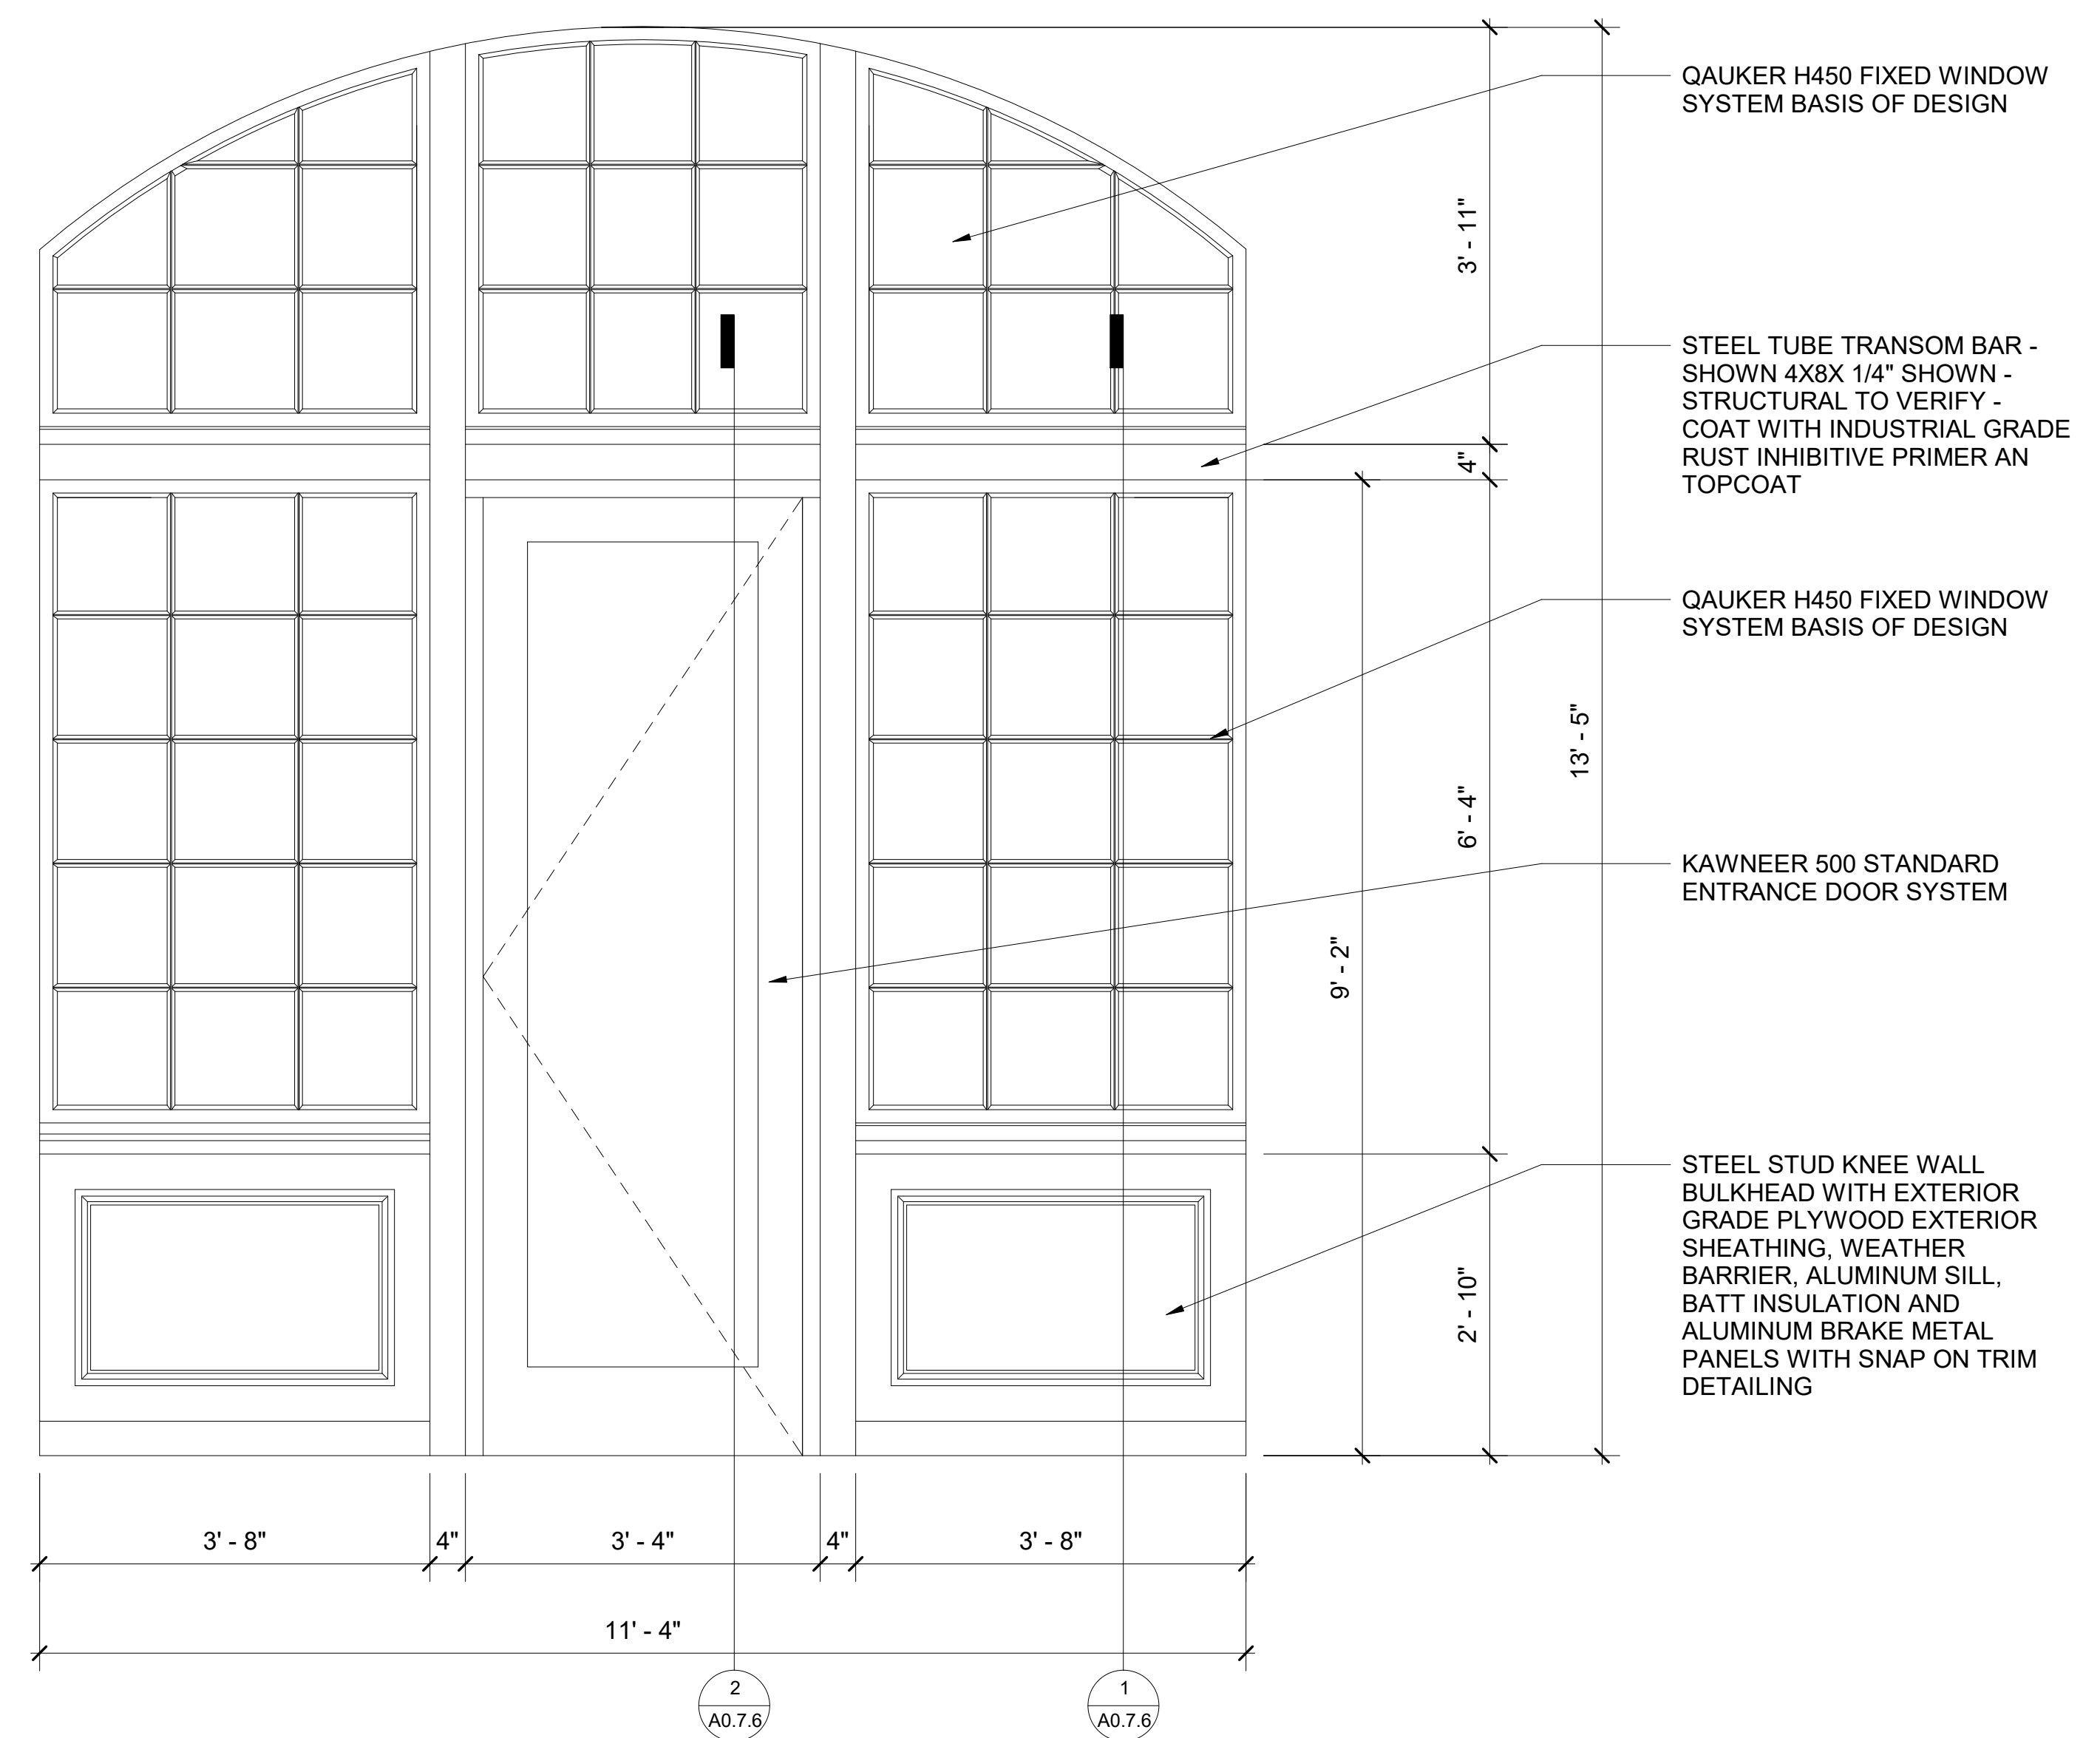 QAUKER H450 FIXED WINDOW
SYSTEM BASIS OF DESIGN
3' - 11"
STEEL TUBE TRANSOM BAR -
SHOWN 4X8X 1/4" SHOWN -
STRUCTURAL TO VERIFY -
COAT WITH INDUSTRIAL GRADE
RUST INHIBITIVE PRIMER AN
TOPCOAT
4"
QAUKER H450 FIXED WINDOW
SYSTEM BASIS OF DESIGN
13' - 5"
6' - 4"
KAWNEER 500 STANDARD
ENTRANCE DOOR SYSTEM
9' - 2"
STEEL STUD KNEE WALL
BULKHEAD WITH EXTERIOR
GRADE PLYWOOD EXTERIOR
SHEATHING, WEATHER
BARRIER, ALUMINUM SILL,
BATT INSULATION AND
ALUMINUM BRAKE METAL
PANELS WITH SNAP ON TRIM
DETAILING
2' - 10"
3' - 8"
4"
3' - 4"
4"
3' - 8"
11' - 4"
2
A0.7.6
1
A0.7.6